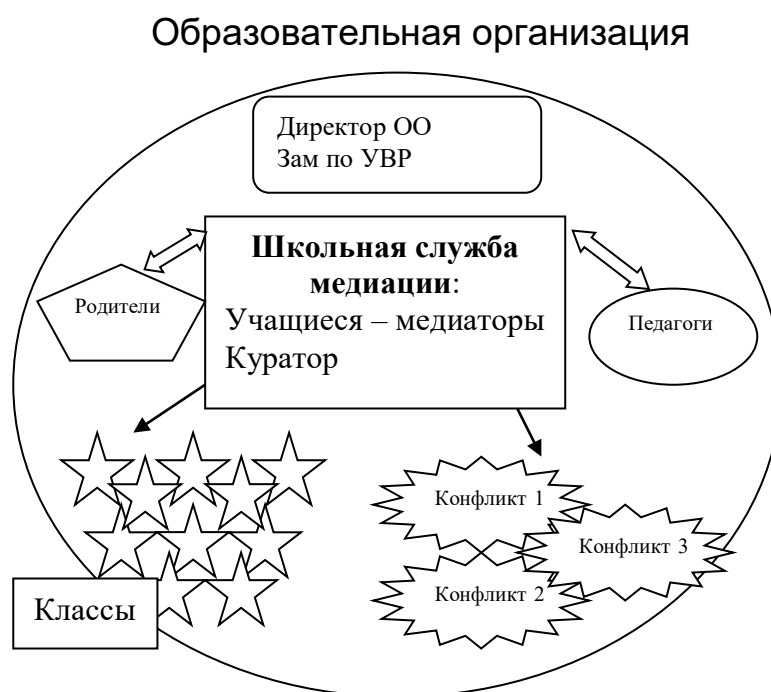 Образовательная организация
Директор ОО
Зам по УВР
Школьная служба
медиации:
Учащиеся – медиаторы
Куратор
Родители
Педагоги
Конфликт 1
Конфликт 3
Конфликт 2
Классы